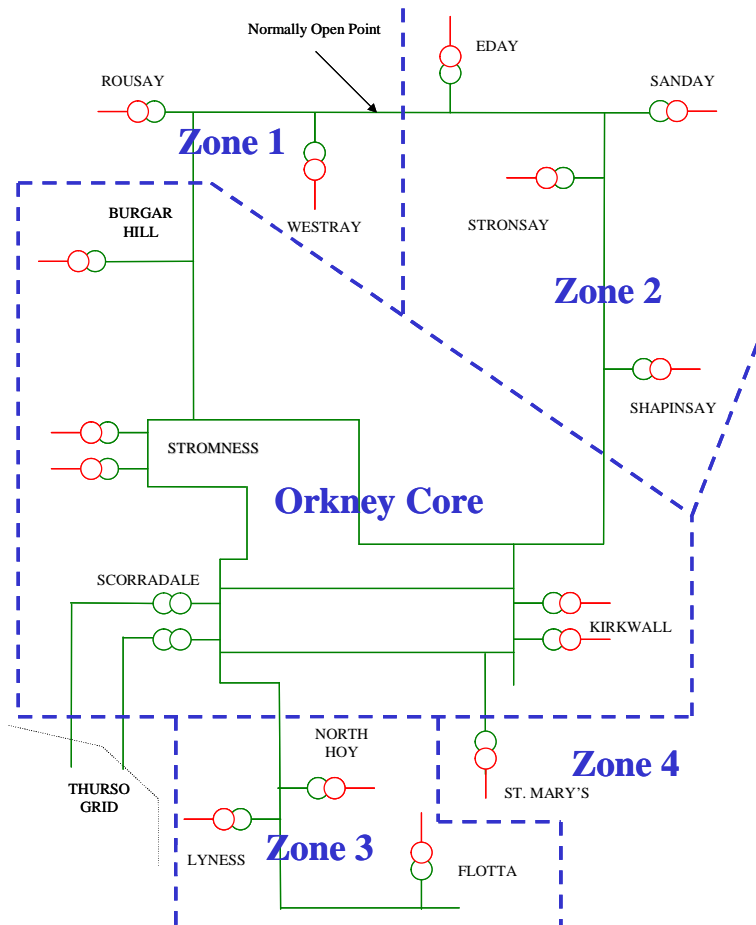 Normally Open Point
EDAY
ROUSAY
SANDAY
Zone 1
WESTRAY
STRONSAY
BURGAR
HILL
Zone 2
SHAPINSAY
STROMNESS
Orkney Core
SCORRADALE
KIRKWALL
NORTH
HOY
Zone 4
THURSO
GRID
ST. MARY'S
Zone 3
LYNESS
FLOTTA